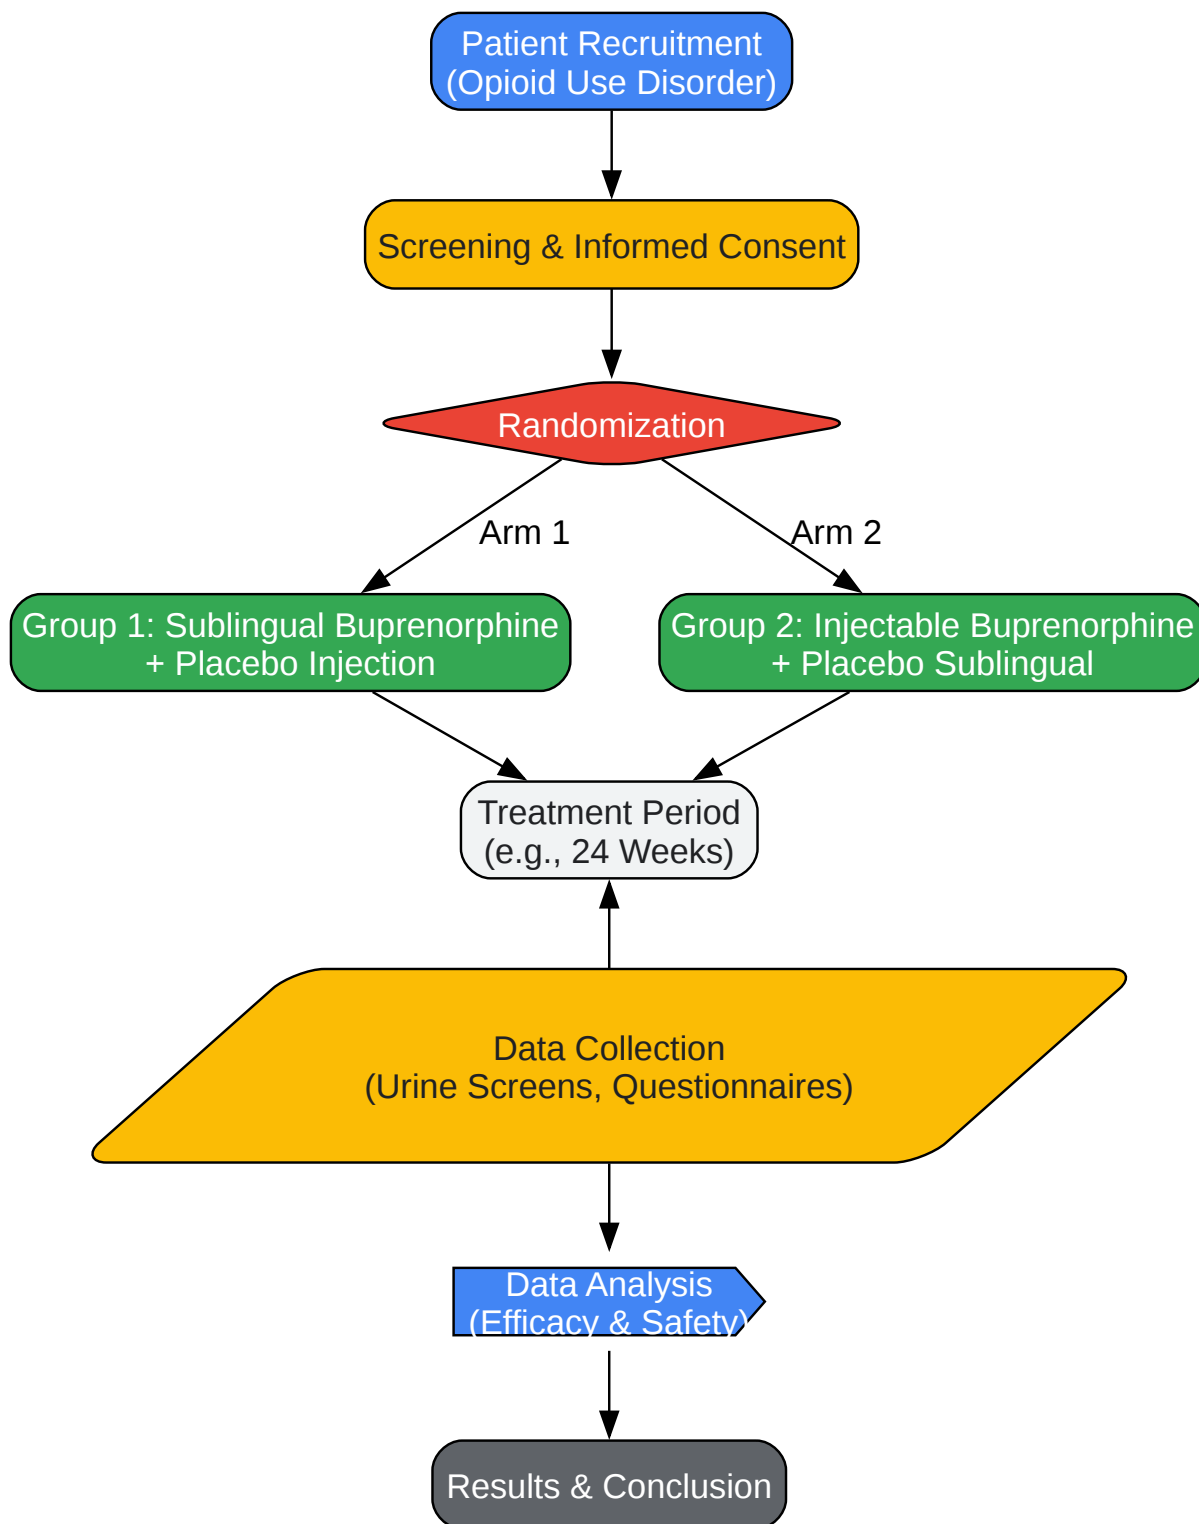 Patient Recruitment
(Opioid Use Disorder)
Screening & Informed Consent
Randomization
Arm 1
Arm 2
Group 1: Sublingual Buprenorphine
+ Placebo Injection
Group 2: Injectable Buprenorphine
+ Placebo Sublingual
Treatment Period
(e.g., 24 Weeks)
Data Collection
(Urine Screens, Questionnaires)
Data Analysis
(Efficacy & Safety)
Results & Conclusion